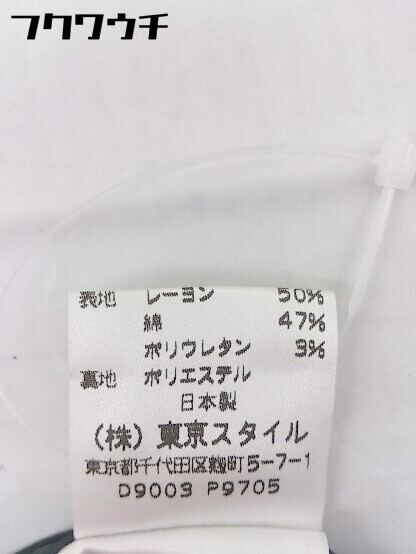 フクワウチ
表地 レーヨン 50%
綿 47%
ポリウレタン 3%
裏地 ポリエステル
日本製
（株）東京スタイル
東京都千代田区麹町5-7-1
D9003 P9705